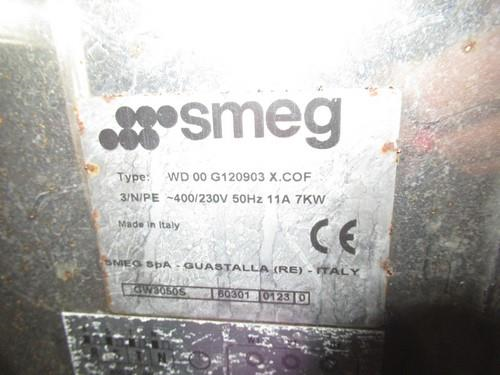 smeg
Type: WD 00 G120903 X.COF
3/N/PE ~400/230V 50Hz 11A 7KW
Made in Italy
CE
SMEG SpA - GUASTALLA (RE) - ITALY
GW3050S 60301 0123 0